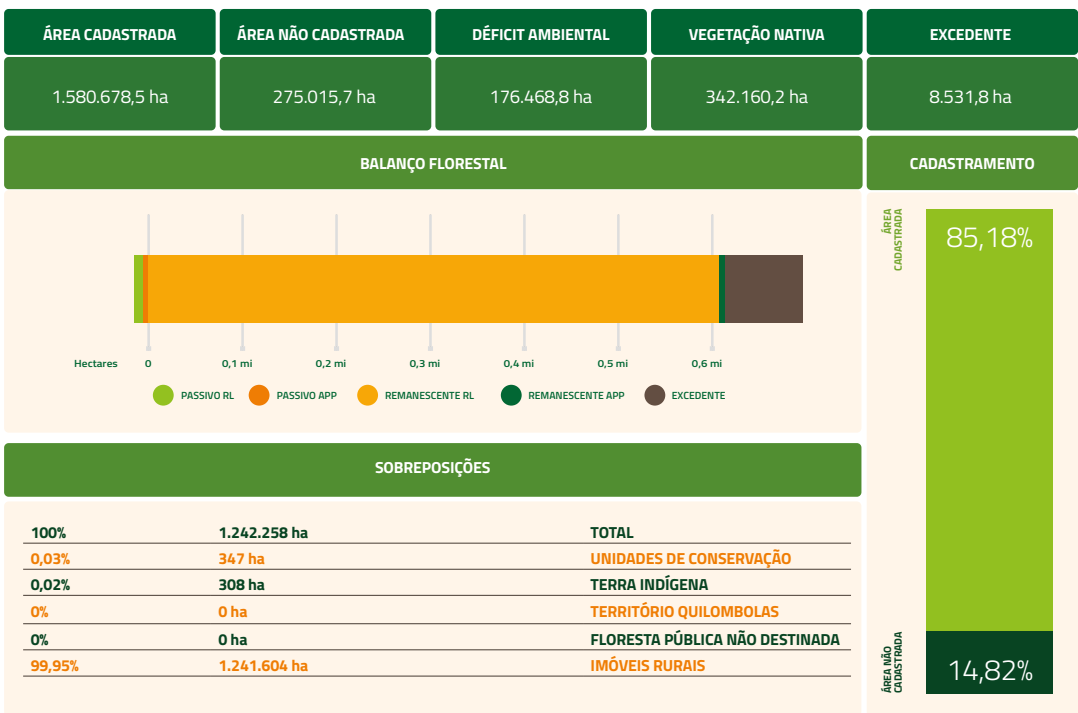 ÁREA CADASTRADA
ÁREA NÃO CADASTRADA
DÉFICIT AMBIENTAL
VEGETAÇÃO NATIVA
EXCEDENTE
1.580.678,5 ha
275.015,7 ha
176.468,8 ha
342.160,2 ha
8.531,8 ha
BALANÇO FLORESTAL
Hectares
0
0,1 mi
0,2 mi
0,3 mi
0,4 mi
0,5 mi
0,6 mi
PASSIVO RL
PASSIVO APP
REMANESCENTE RL
REMANESCENTE APP
EXCEDENTE
CADASTRAMENTO
ÁREA
CADASTRADA
85,18%
ÁREA NÃO
CADASTRADA
14,82%
SOBREPOSIÇÕES
100% 1.242.258 ha TOTAL
0,03% 347 ha UNIDADES DE CONSERVAÇÃO
0,02% 308 ha TERRA INDÍGENA
0% 0 ha TERRITÓRIO QUILOMBOLAS
0% 0 ha FLORESTA PÚBLICA NÃO DESTINADA
99,95% 1.241.604 ha IMÓVEIS RURAIS